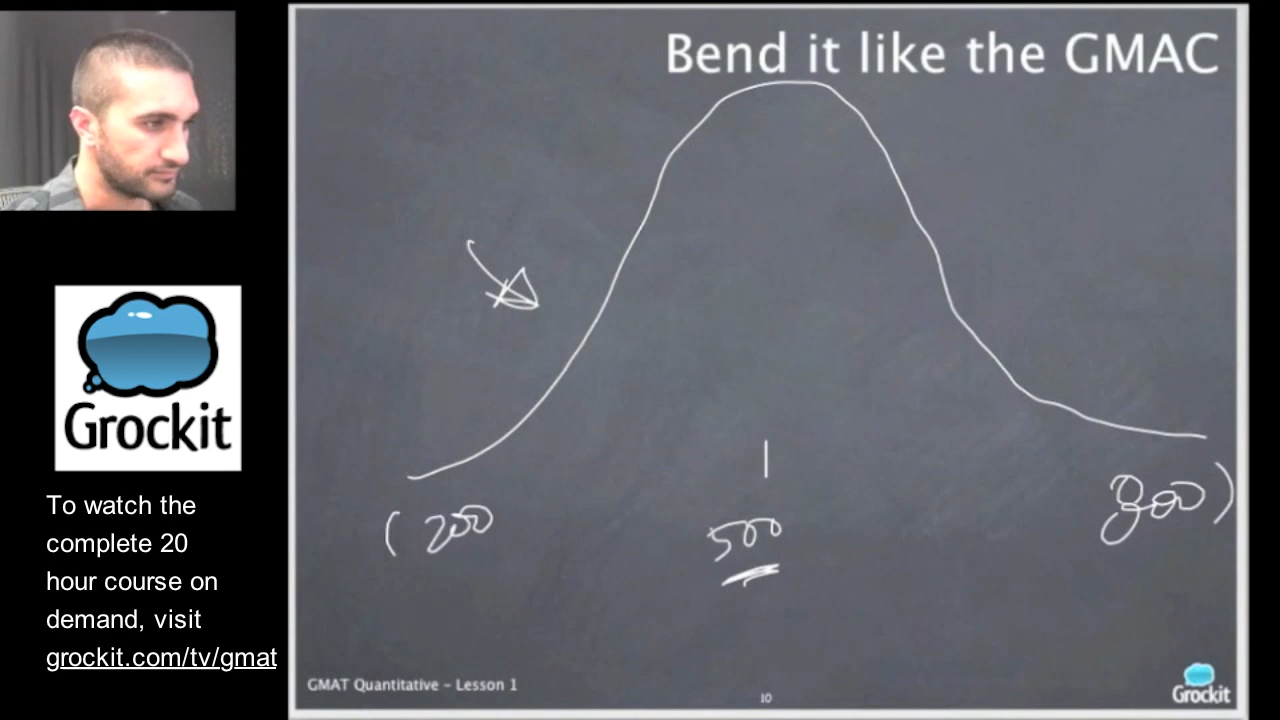 Bend it like the GMAC
Grockit
To watch the
complete 20
hour course on
demand, visit
grockit.com/tv/gmat
(200
500
800)
GMAT Quantitative – Lesson 1
10
Grockit